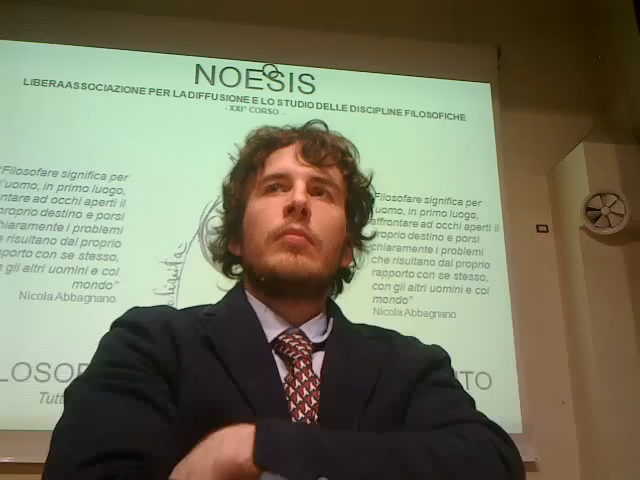 NOESIS
LIBERA ASSOCIAZIONE PER LA DIFFUSIONE E LO STUDIO DELLE DISCIPLINE FILOSOFICHE
- XXI° CORSO -
"Filosofare significa per
l'uomo, in primo luogo,
ntare ad occhi aperti il
proprio destino e porsi
chiaramente i problemi
e risultano dal proprio
rapporto con se stesso,
con gli altri uomini e col
mondo"
Nicola Abbagnano
Filosofare significa per
uomo, in primo luogo,
affrontare ad occhi aperti il
proprio destino e porsi
chiaramente i problemi
che risultano dal proprio
rapporto con se stesso,
con gli altri uomini e col
mondo"
Nicola Abbagnano
LOSOF
TO
Tutt